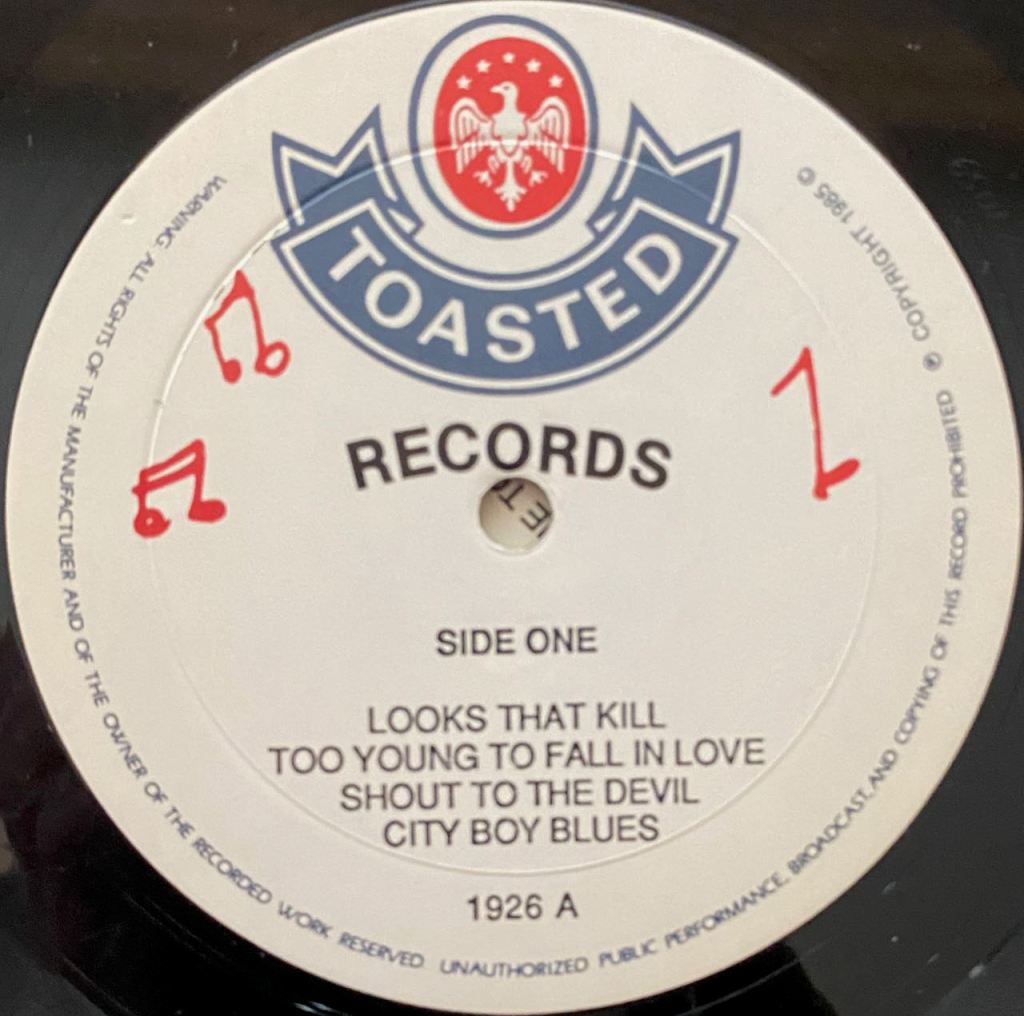 TOASTED
RECORDS
SIDE ONE
LOOKS THAT KILL
TOO YOUNG TO FALL IN LOVE
SHOUT TO THE DEVIL
CITY BOY BLUES
1926 A
WARNING: ALL RIGHTS OF THE MANUFACTURER AND OF THE OWNER OF THE RECORDED WORK RESERVED. UNAUTHORIZED PUBLIC PERFORMANCE, BROADCAST, AND COPYING OF THIS RECORD PROHIBITED ℗ COPYRIGHT 1985 ©